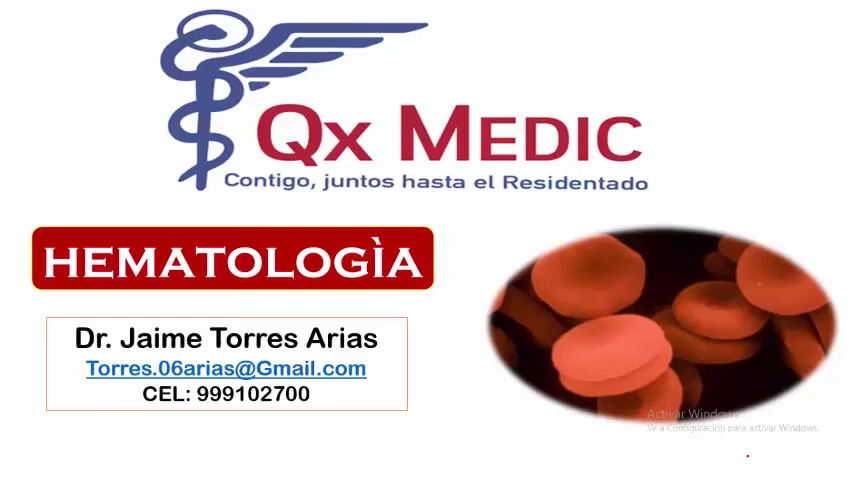 Qx MEDIC
Contigo, juntos hasta el Residentado
HEMATOLOGÌA
Dr. Jaime Torres Arias
Torres.06arias@Gmail.com
CEL: 999102700
Activar Windows
Ve a Configuración para activar Windows.